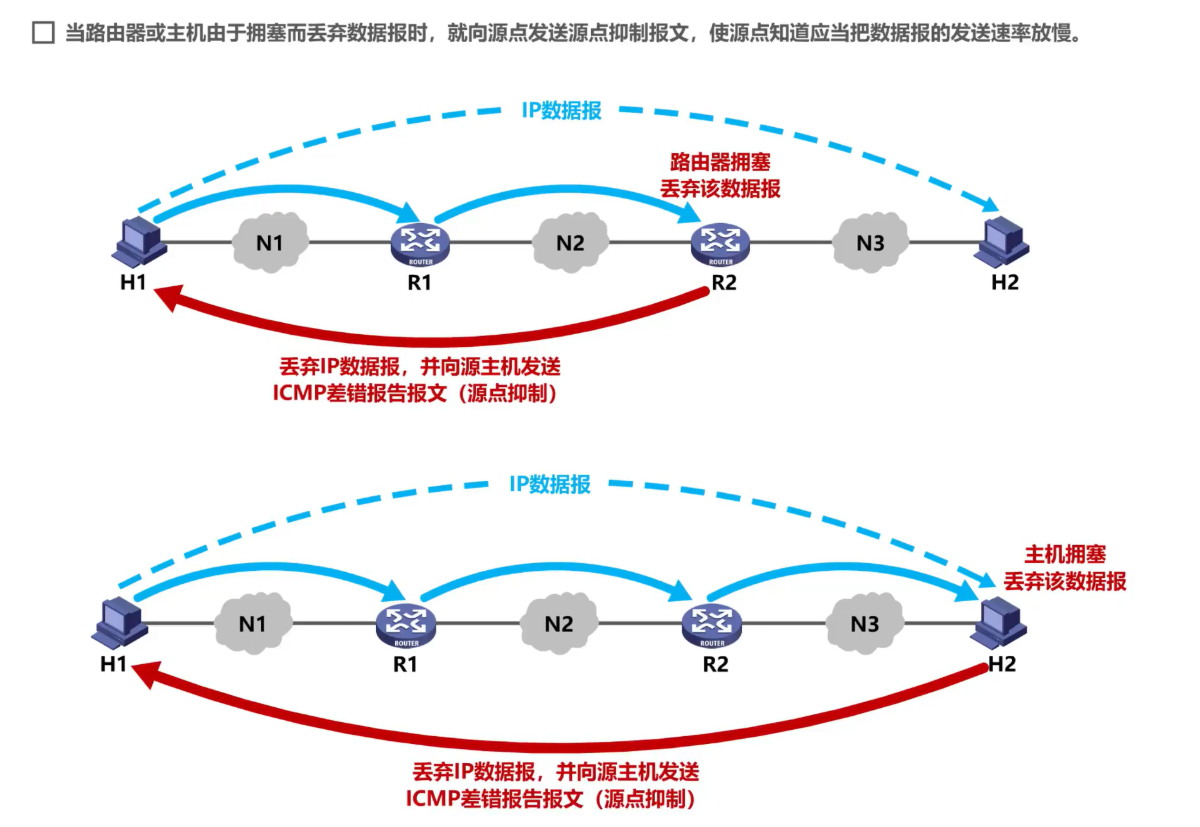 当路由器或主机由于拥塞而丢弃数据报时，就向源点发送源点抑制报文，使源点知道应当把数据报的发送速率放慢。
IP数据报
路由器拥塞
丢弃该数据报
N1
N2
N3
ROUTER
ROUTER
H1
R1
R2
H2
丢弃IP数据报，并向源主机发送
ICMP差错报告报文（源点抑制）
IP数据报
主机拥塞
丢弃该数据报
N1
N2
N3
ROUTER
ROUTER
H1
R1
R2
H2
丢弃IP数据报，并向源主机发送
ICMP差错报告报文（源点抑制）